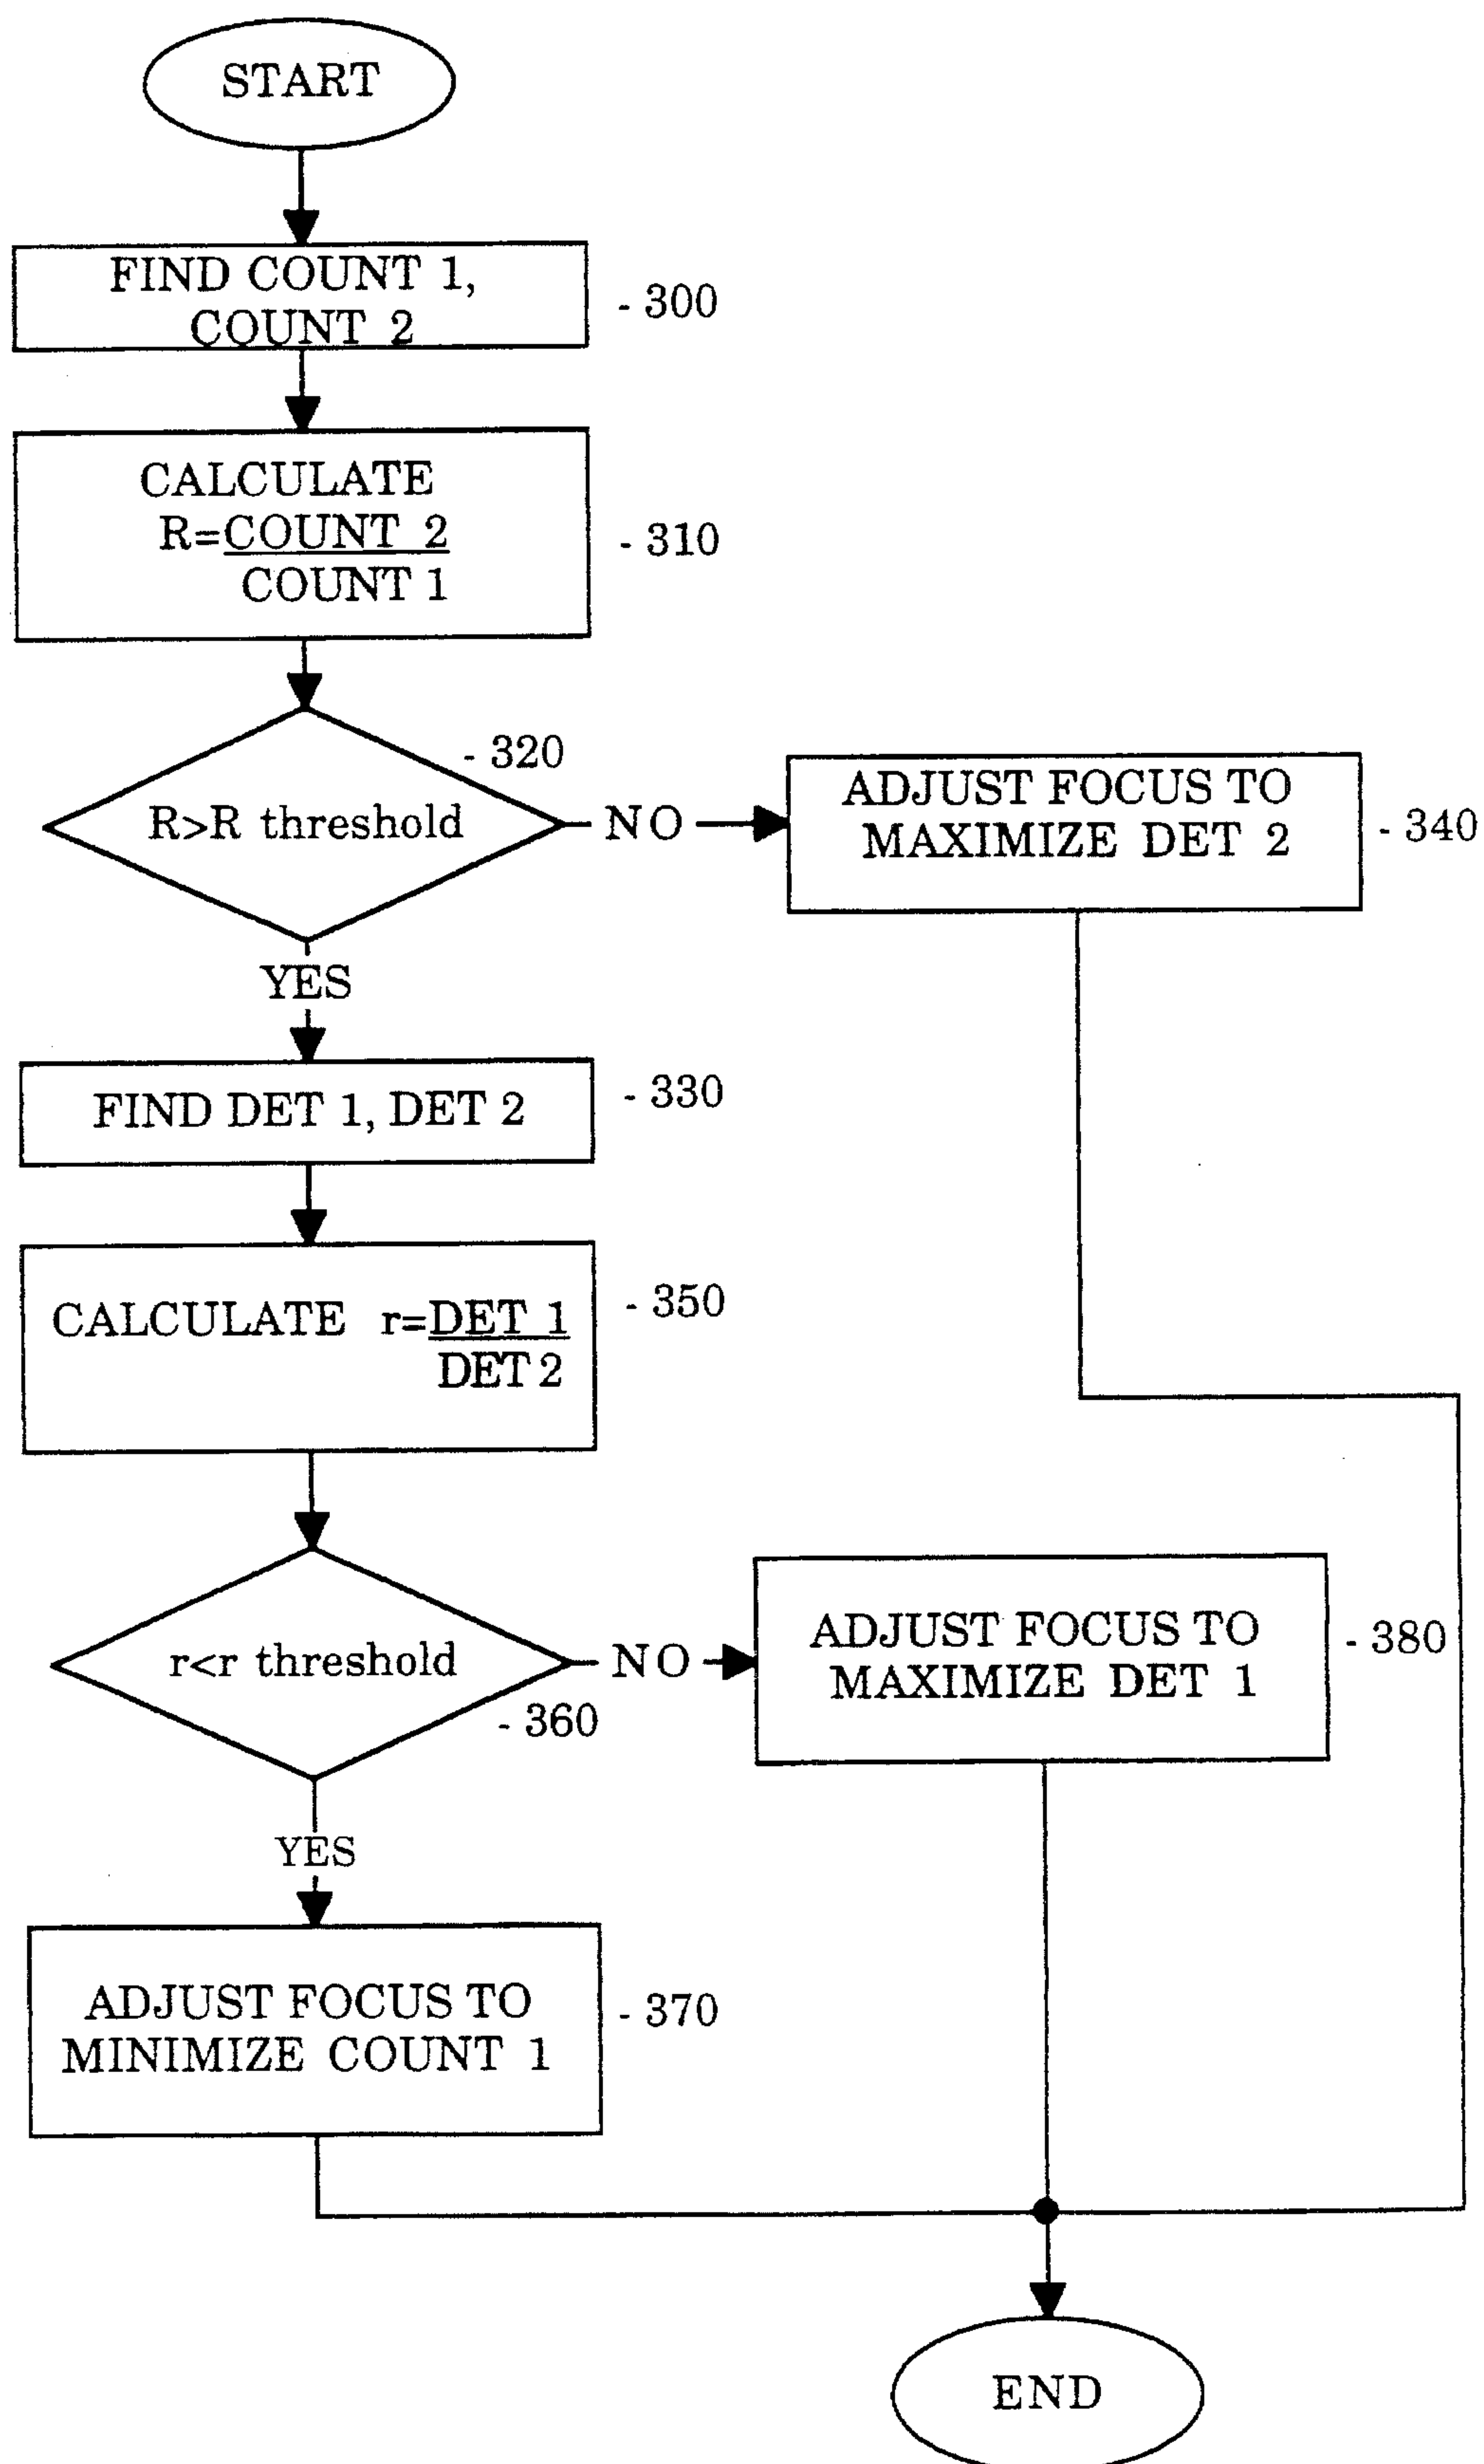 START
FIND COUNT 1,
COUNT 2
- 300
CALCULATE
R=COUNT 2
COUNT 1
- 310
- 320
R>R threshold
NO
ADJUST FOCUS TO
MAXIMIZE DET 2
- 340
YES
FIND DET 1, DET 2
- 330
CALCULATE r=DET 1
DET 2
- 350
r<r threshold
NO
- 360
ADJUST FOCUS TO
MAXIMIZE DET 1
- 380
YES
ADJUST FOCUS TO
MINIMIZE COUNT 1
- 370
END